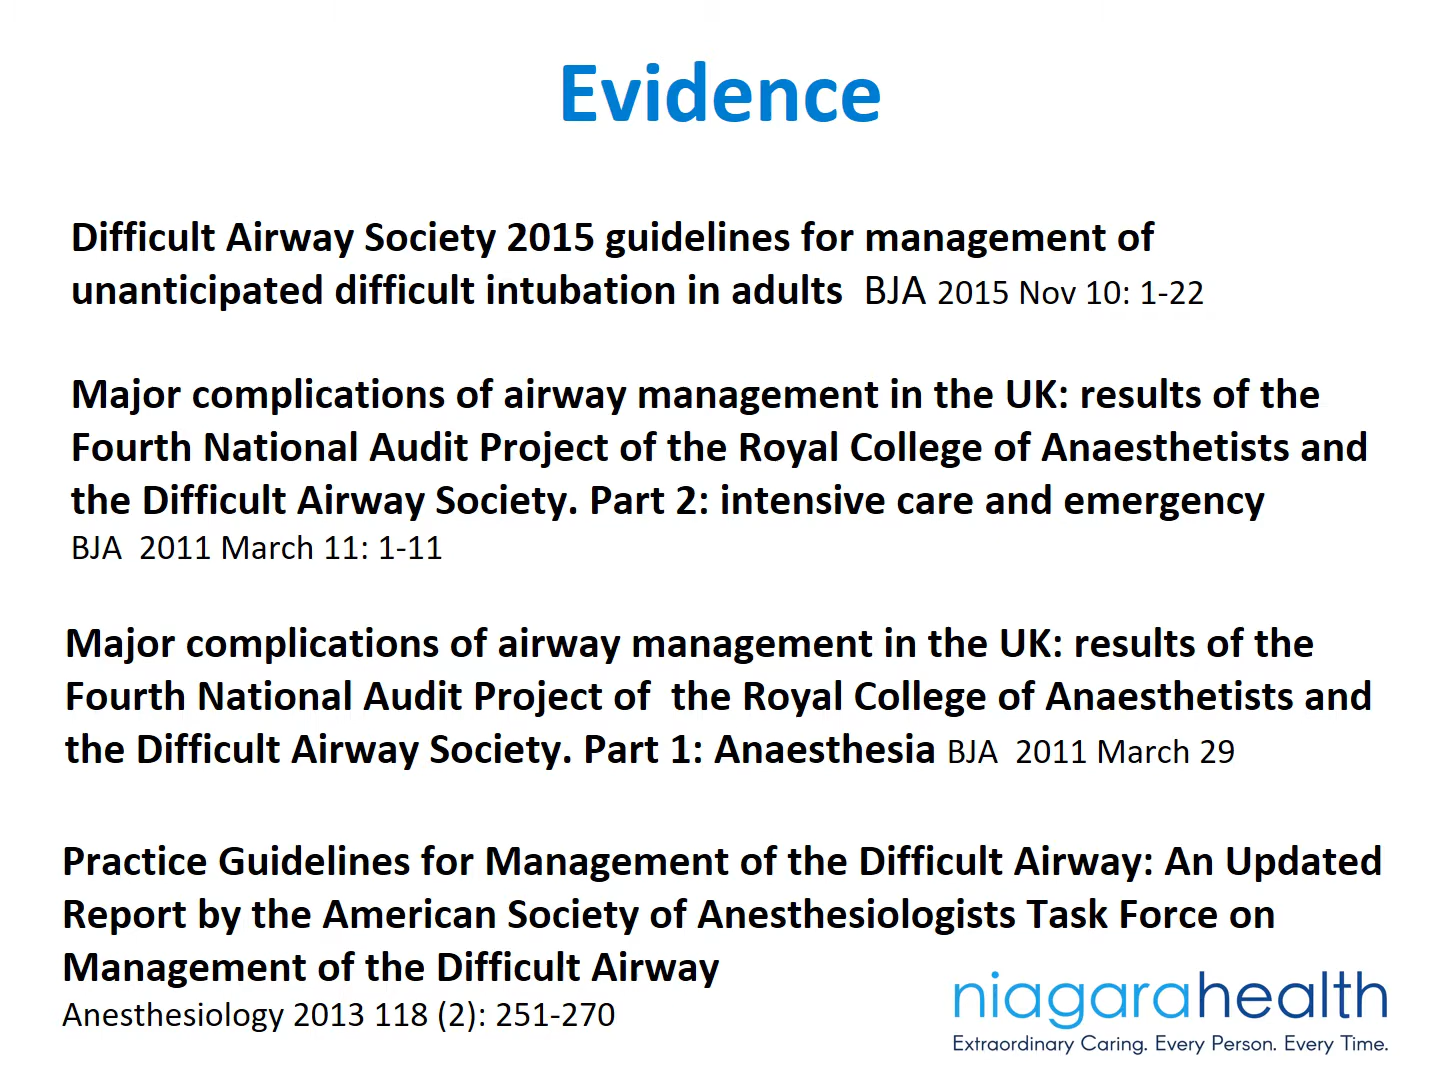 Evidence
Difficult Airway Society 2015 guidelines for management of
unanticipated difficult intubation in adults  BJA 2015 Nov 10: 1-22
Major complications of airway management in the UK: results of the
Fourth National Audit Project of the Royal College of Anaesthetists and
the Difficult Airway Society. Part 2: intensive care and emergency
BJA  2011 March 11: 1-11
Major complications of airway management in the UK: results of the
Fourth National Audit Project of  the Royal College of Anaesthetists and
the Difficult Airway Society. Part 1: Anaesthesia BJA  2011 March 29
Practice Guidelines for Management of the Difficult Airway: An Updated
Report by the American Society of Anesthesiologists Task Force on
Management of the Difficult Airway
Anesthesiology 2013 118 (2): 251-270
niagarahealth
Extraordinary Caring. Every Person. Every Time.